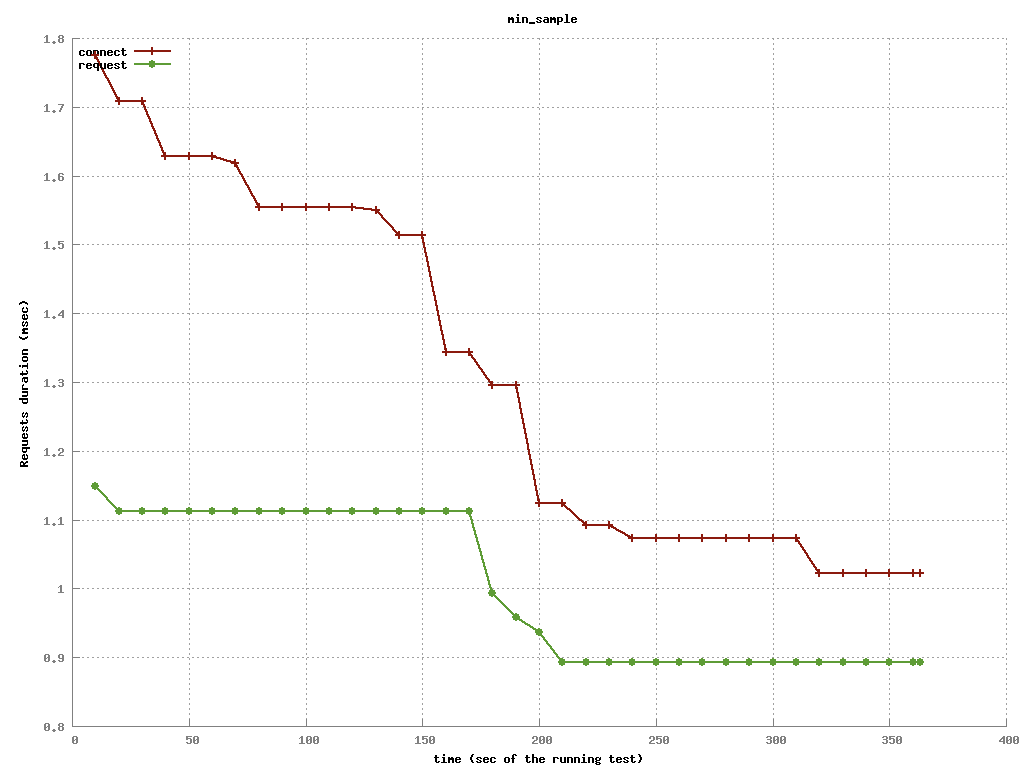 min_sample
connect
request
1.8
1.7
1.6
1.5
1.4
1.3
1.2
1.1
1
0.9
0.8
Requests duration (msec)
0 50 100 150 200 250 300 350 400
time (sec of the running test)